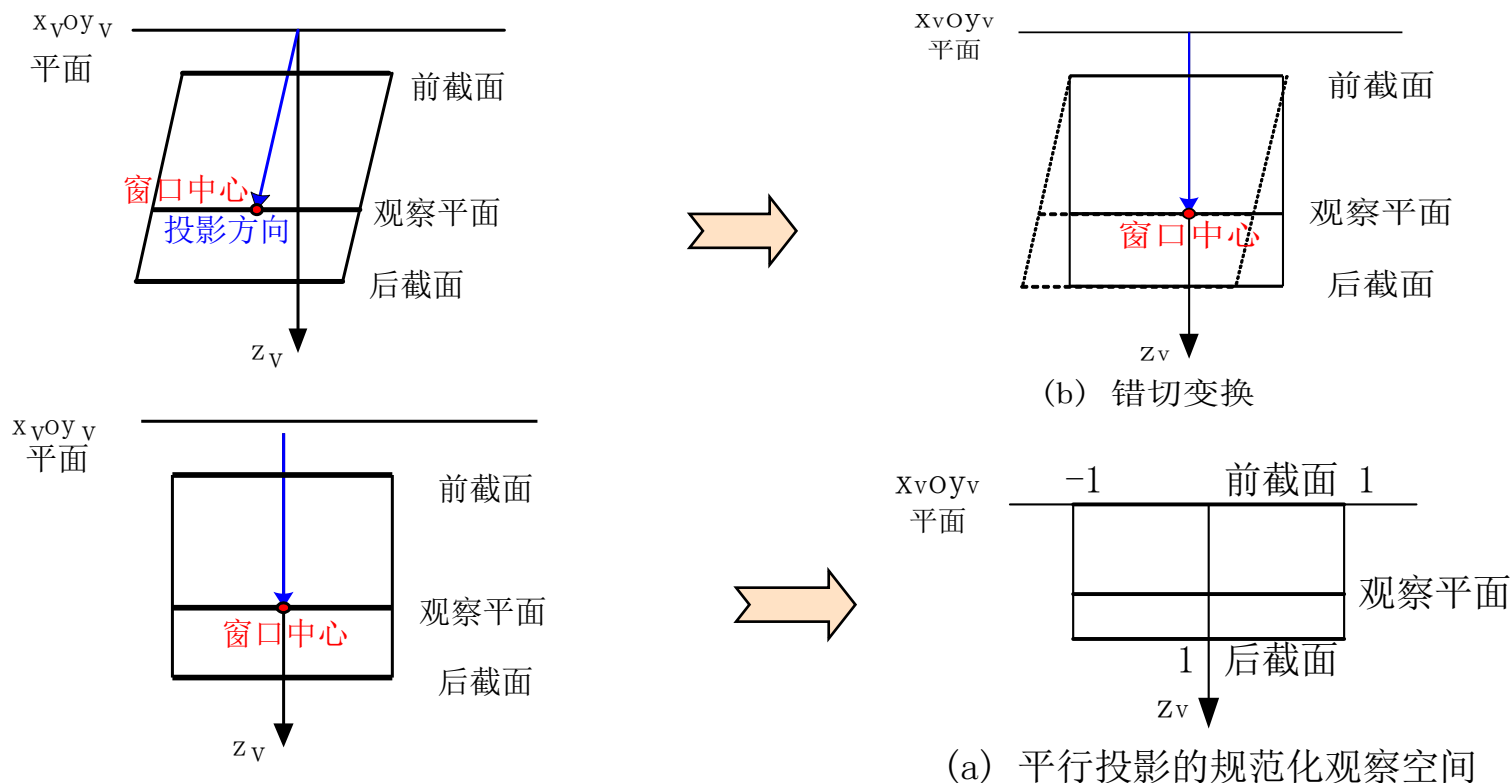 xvoyv
平面
前截面
窗口中心
观察平面
投影方向
后截面
zv
xvoyv
平面
前截面
观察平面
窗口中心
后截面
zv
(b) 错切变换
xvoyv
平面
前截面
观察平面
窗口中心
后截面
zv
xvoyv
平面
-1
前截面 1
观察平面
1 后截面
zv
(a) 平行投影的规范化观察空间